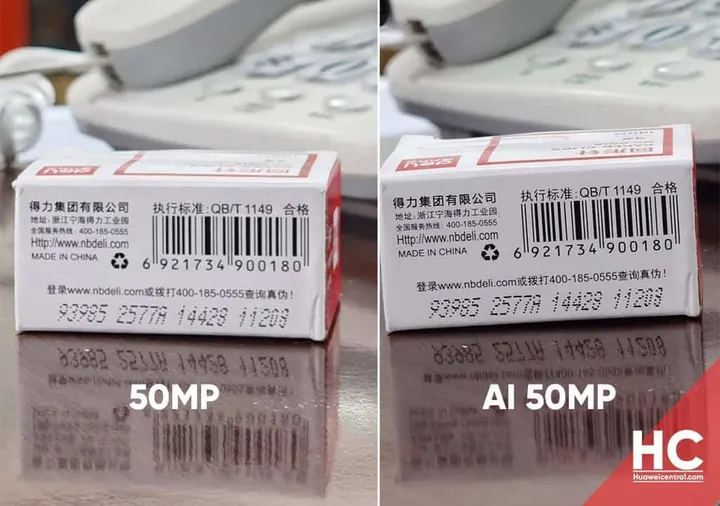 得力集团有限公司
地址: 浙江宁海得力工业园
全国服务热线: 400-185-0555
Http://www.nbdeli.com
MADE IN CHINA
执行标准: QB/T 1149 合格
6 921734 900180
登录www.nbdeli.com或拨打400-185-0555查询真伪!
93985 2577A 14428 11208
50MP
得力集团有限公司
地址: 浙江宁海得力工业园
全国服务热线: 400-185-0555
Http://www.nbdeli.com
MADE IN CHINA
执行标准: QB/T 1149 合格
6 921734 900180
登录www.nbdeli.com或拨打400-185-0555查询真伪!
93985 2577A 14428 11208
AI 50MP
HC
Huaweicentral.com